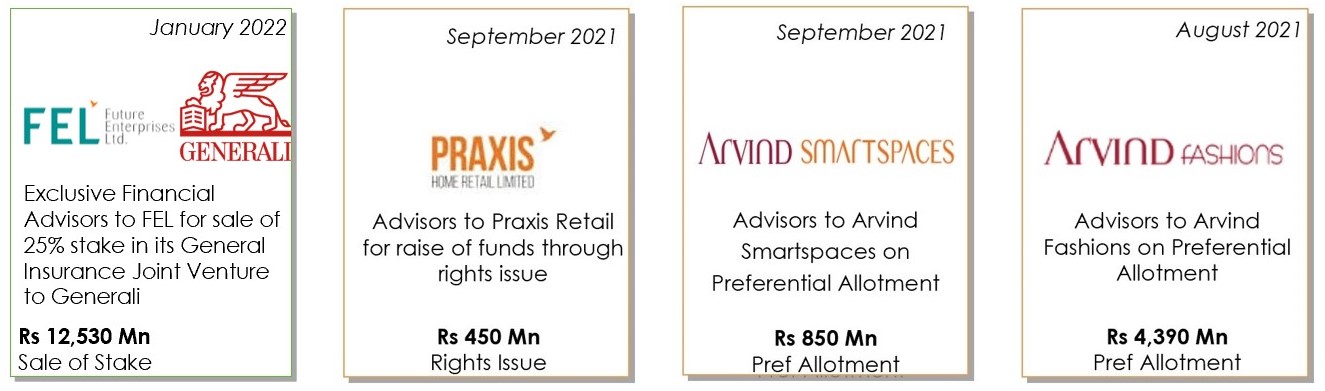 January 2022
FEL Future
Enterprises
Ltd.
GENERALI
Exclusive Financial
Advisors to FEL for sale of
25% stake in its General
Insurance Joint Venture
to Generali
Rs 12,530 Mn
Sale of Stake
September 2021
PRAXIS
HOME RETAIL LIMITED
Advisors to Praxis Retail
for raise of funds through
rights issue
Rs 450 Mn
Rights Issue
September 2021
ARVIND SMARTSPACES
Advisors to Arvind
Smartspaces on
Preferential Allotment
Rs 850 Mn
Pref Allotment
August 2021
ARVIND FASHIONS
Advisors to Arvind
Fashions on Preferential
Allotment
Rs 4,390 Mn
Pref Allotment